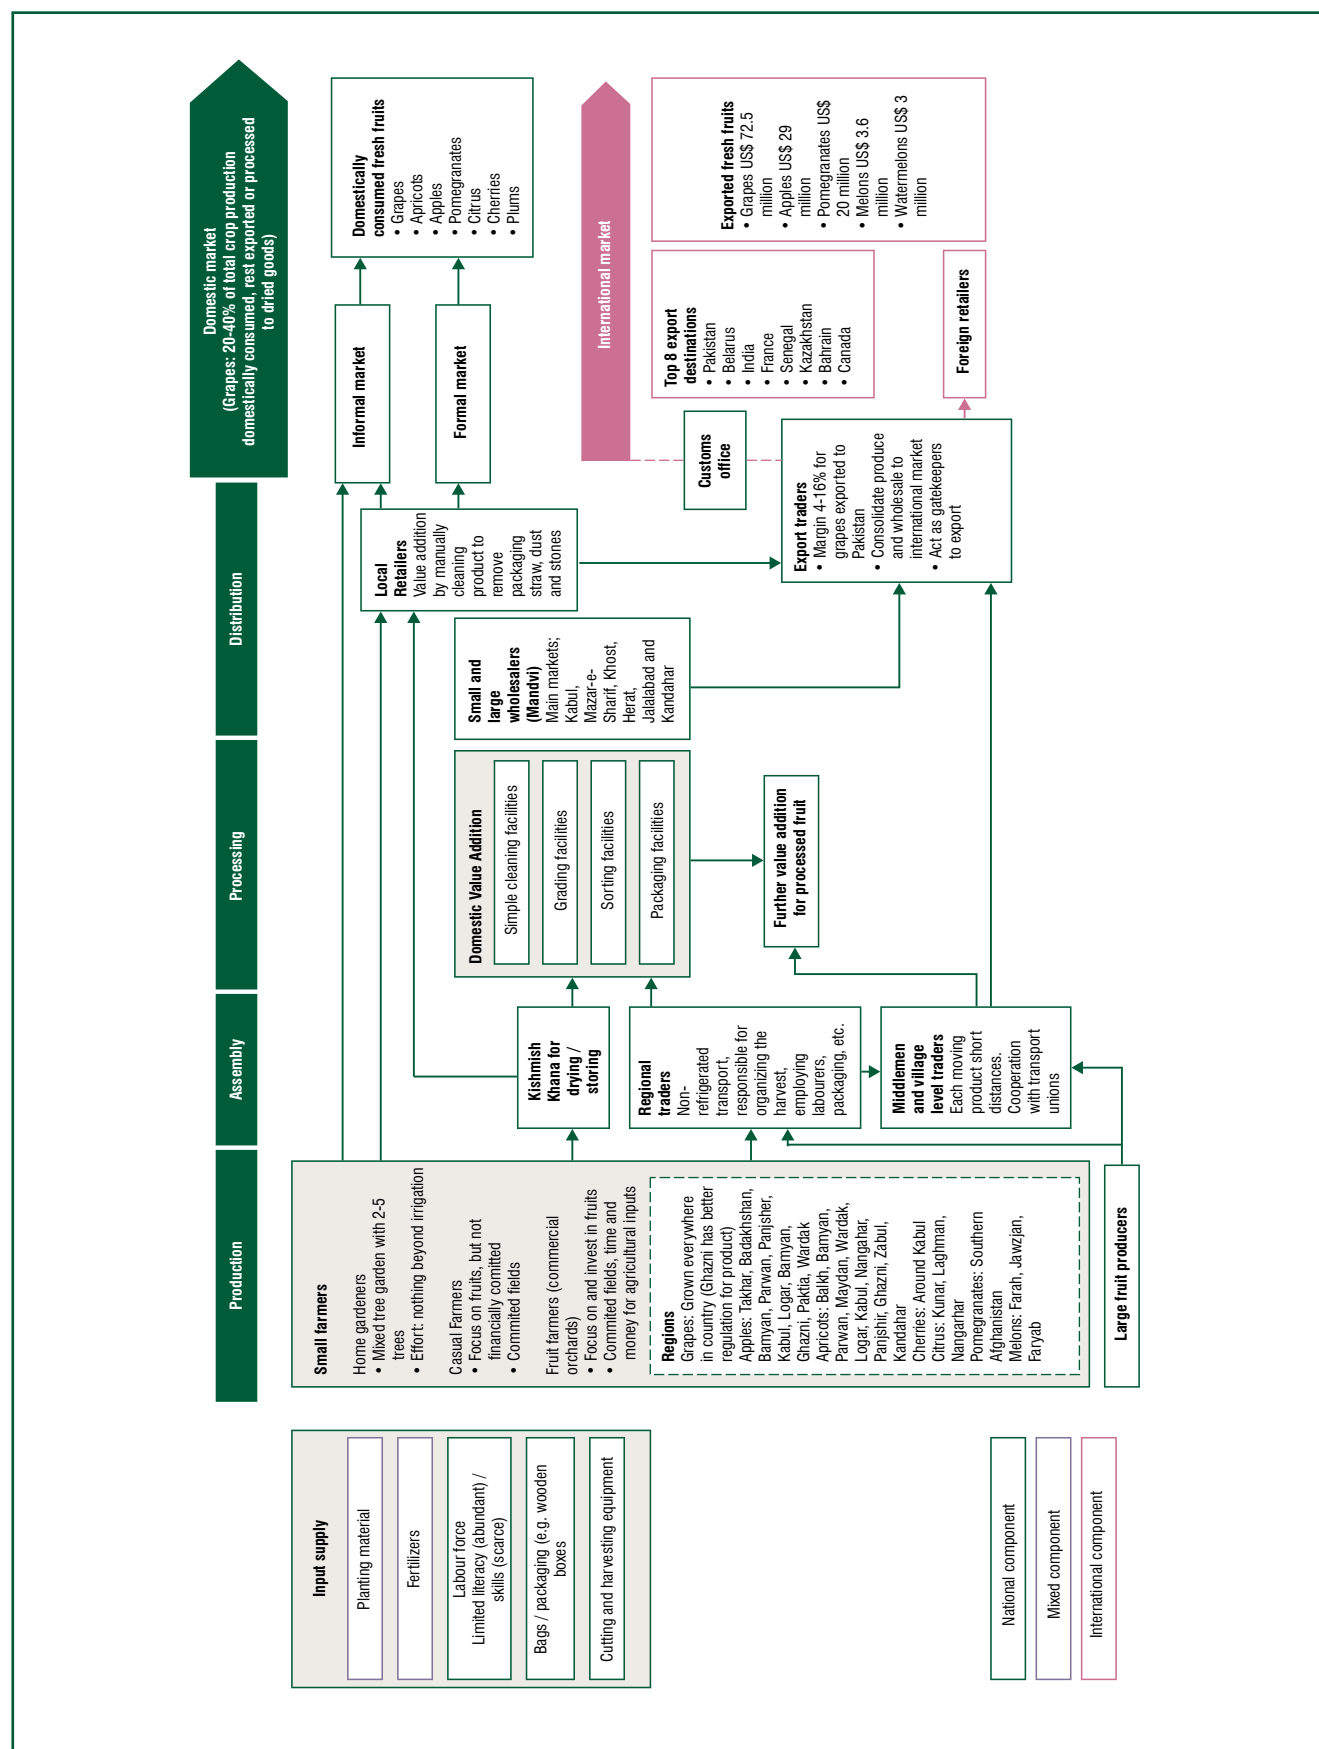 Input supply
Planting material
Fertilizers
Labour force
Limited literacy (abundant) /
skills (scarce)
Bags / packaging (e.g. wooden
boxes
Cutting and harvesting equipment
National component
Mixed component
International component
Production
Small farmers
Home gardeners
• Mixed tree garden with 2-5
trees
• Effort: nothing beyond irrigation
Casual Farmers
• Focus on fruits, but not
financially comitted
• Commited fields
Fruit farmers (commercial
orchards)
• Focus on and invest in fruits
• Commited fields, time and
money for agricultural inputs
Regions
Grapes: Grown everywhere
in country (Ghazni has better
regulation for product)
Apples: Takhar, Badakhshan,
Bamyan, Parwan, Panjsher,
Kabul, Logar, Bamyan,
Ghazni, Paktia, Wardak
Apricots: Balkh, Bamyan,
Parwan, Maydan, Wardak,
Logar, Kabul, Nangahar,
Panjshir, Ghazni, Zabul,
Kandahar
Cherries: Around Kabul
Citrus: Kunar, Laghman,
Nangarhar
Pomegranates: Southern
Afghanistan
Melons: Farah, Jawzjan,
Faryab
Large fruit producers
Assembly
Kishmish
Khana for
drying /
storing
Regional
traders
Non-
refrigerated
transport,
responsible for
organizing the
harvest,
employing
labourers,
packaging, etc.
Middlemen
and village
level traders
Each moving
product short
distances.
Cooperation
with transport
unions
Processing
Domestic Value Addition
Simple cleaning facilities
Grading facilities
Sorting facilities
Packaging facilities
Further value addition
for processed fruit
Distribution
Local
Retailers
Value addition
by manually
cleaning
product to
remove
packaging
straw, dust
and stones
Small and
large
wholesalers
(Mandvi)
Main markets;
Kabul,
Mazar-e-
Sharif, Khost,
Herat,
Jalalabad and
Kandahar
Export traders
• Margin 4-16% for
grapes exported to
Pakistan
• Consolidate produce
and wholesale to
international market
• Act as gatekeepers
to export
Customs
office
Domestic market
(Grapes: 20-40% of total crop production
domestically consumed, rest exported or processed
to dried goods)
Informal market
Formal market
Domestically
consumed fresh fruits
• Grapes
• Apricots
• Apples
• Pomegranates
• Citrus
• Cherries
• Plums
International market
Top 8 export
destinations
• Pakistan
• Belarus
• India
• France
• Senegal
• Kazakhstan
• Bahrain
• Canada
Foreign retailers
Exported fresh fruits
• Grapes US$ 72.5
million
• Apples US$ 29
million
• Pomegranates US$
20 million
• Melons US$ 3.6
million
• Watermelons US$ 3
million